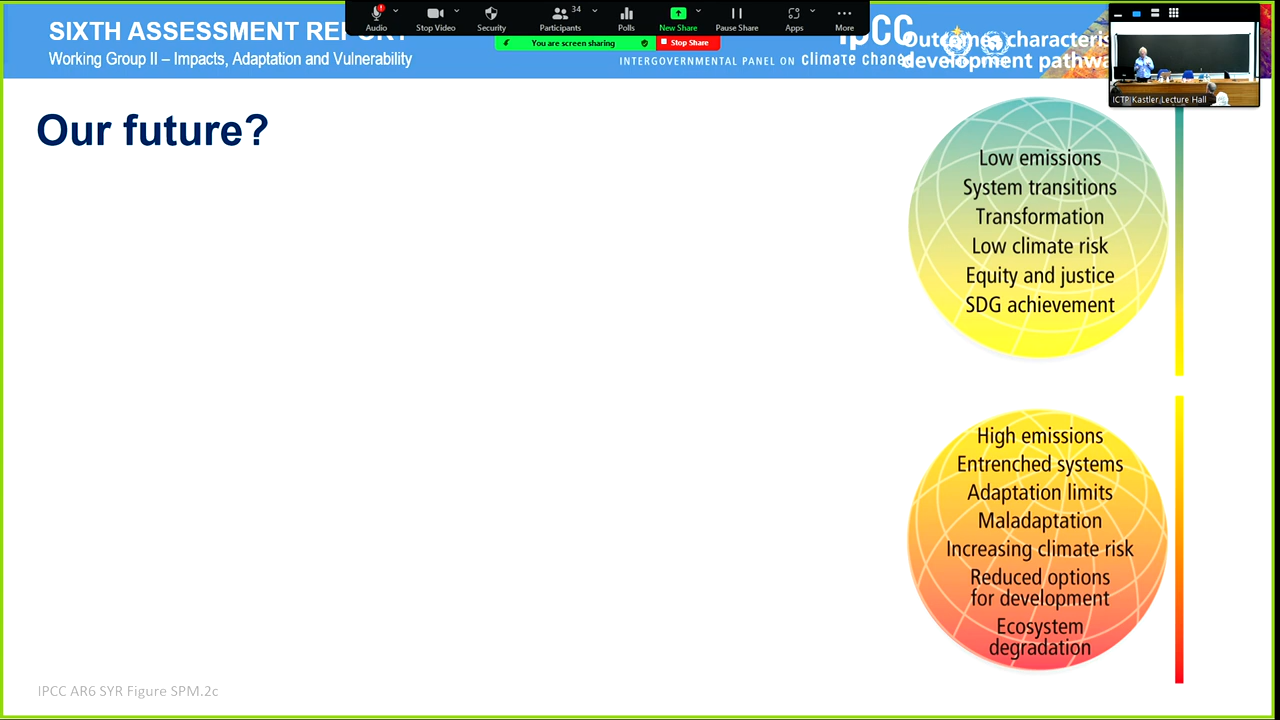 SIXTH ASSESSMENT REPORT
Working Group II – Impacts, Adaptation and Vulnerability
Audio
Stop Video
Security
Participants
34
Polls
New Share
Pause Share
Apps
More
You are screen sharing
Stop Share
ipcc
INTERGOVERNMENTAL PANEL ON climate change
Outcomes characteris
development pathwa
ICTP Kastler Lecture Hall
Our future?
Low emissions
System transitions
Transformation
Low climate risk
Equity and justice
SDG achievement
High emissions
Entrenched systems
Adaptation limits
Maladaptation
Increasing climate risk
Reduced options
for development
Ecosystem
degradation
IPCC AR6 SYR Figure SPM.2c